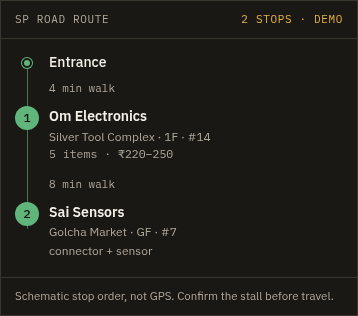 SP ROAD ROUTE
2 STOPS · DEMO
Entrance
4 min walk
1
Om Electronics
Silver Tool Complex · 1F · #14
5 items · ₹220–250
8 min walk
2
Sai Sensors
Golcha Market · GF · #7
connector + sensor
Schematic stop order, not GPS. Confirm the stall before travel.